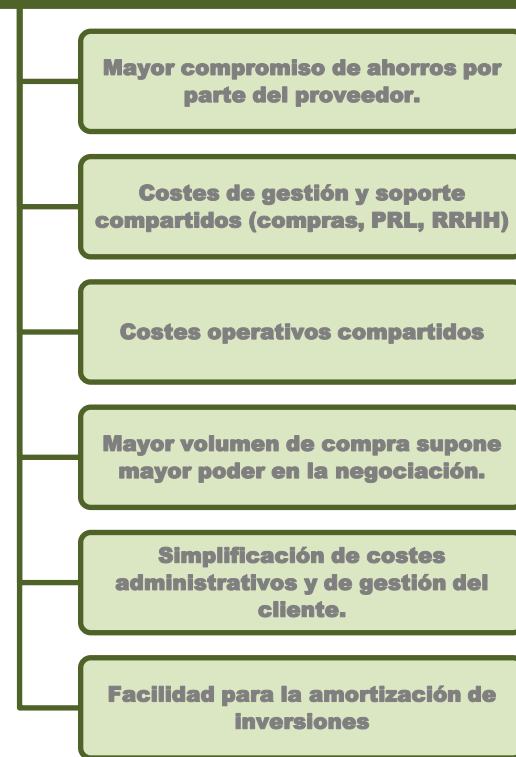 Mayor compromiso de ahorros por
parte del proveedor.
Costes de gestión y soporte
compartidos (compras, PRL, RRHH)
Costes operativos compartidos
Mayor volumen de compra supone
mayor poder en la negociación.
Simplificación de costes
administrativos y de gestión del
cliente.
Facilidad para la amortización de
inversiones